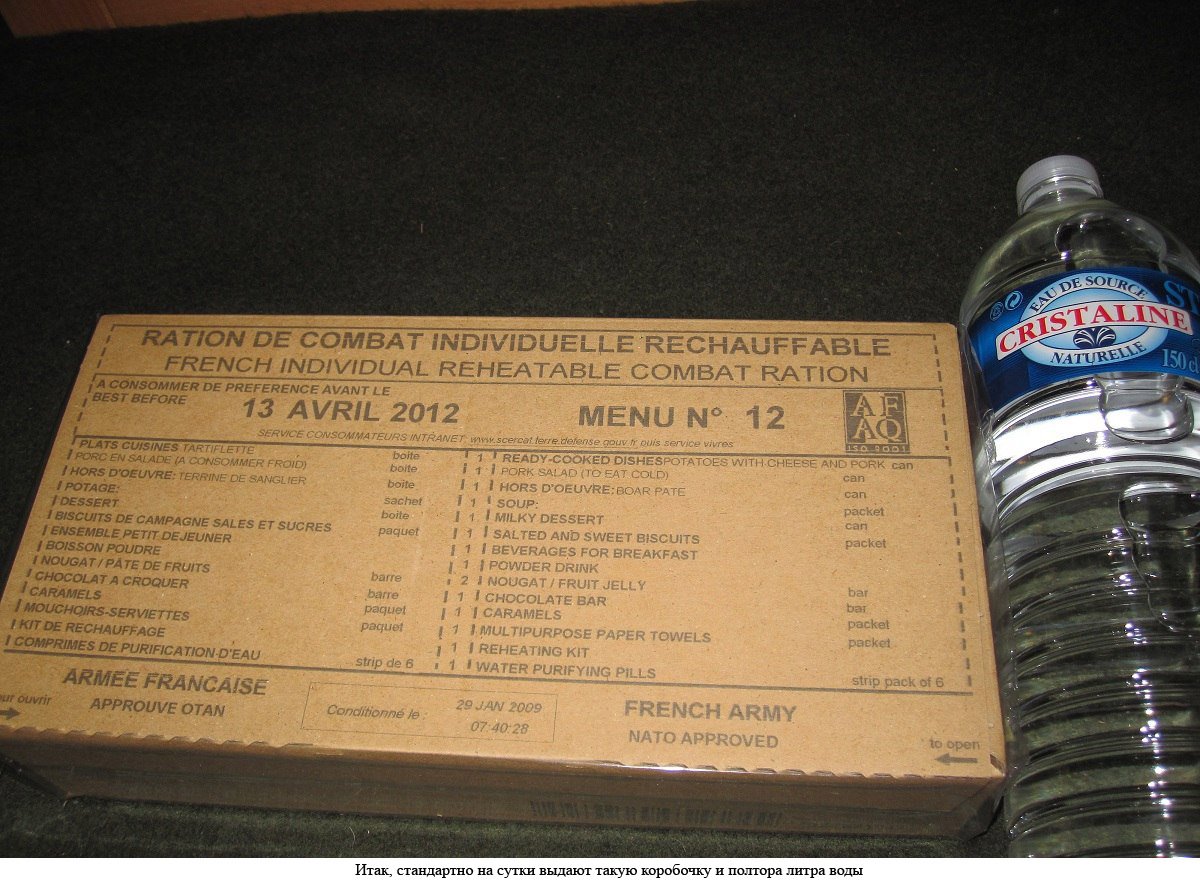 RATION DE COMBAT INDIVIDUELLE RECHAUFFABLE
FRENCH INDIVIDUAL REHEATABLE COMBAT RATION
A CONSOMMER DE PREFERENCE AVANT LE
BEST BEFORE
13 AVRIL 2012
MENU N° 12
AFAQ
ISO 9001
SERVICE CONSOMMATEURS INTRANET www.scercat.terre.defense.gouv.fr puis service vivres
PLATS CUISINES TARTIFLETTE boite 1 READY-COOKED DISHES POTATOES WITH CHEESE AND PORK can
PORC EN SALADE (A CONSOMMER FROID) boite 1 PORK SALAD (TO EAT COLD) can
HORS D'OEUVRE: TERRINE DE SANGLIER boite 1 HORS D'OEUVRE: BOAR PATE can
POTAGE: sachet 1 SOUP: packet
DESSERT boite 1 MILKY DESSERT can
BISCUITS DE CAMPAGNE SALES ET SUCRES paquet 1 SALTED AND SWEET BISCUITS packet
ENSEMBLE PETIT DEJEUNER 1 BEVERAGES FOR BREAKFAST
BOISSON POUDRE 1 POWDER DRINK
NOUGAT / PÂTE DE FRUITS barre 2 NOUGAT / FRUIT JELLY bar
CHOCOLAT A CROQUER barre 1 CHOCOLATE BAR bar
CARAMELS paquet 1 CARAMELS packet
MOUCHOIRS-SERVIETTES paquet 1 MULTIPURPOSE PAPER TOWELS packet
KIT DE RECHAUFFAGE 1 REHEATING KIT
COMPRIMES DE PURIFICATION D'EAU strip de 6 1 WATER PURIFYING PILLS strip pack of 6
ARMEE FRANCAISE
APPROUVE OTAN
ouvrir
Conditionné le :
29 JAN 2009
07:40:28
FRENCH ARMY
NATO APPROVED
to open
EAU DE SOURCE
CRISTALINE
NATURELLE
150 cl
Итак, стандартно на сутки выдают такую коробочку и полтора литра воды